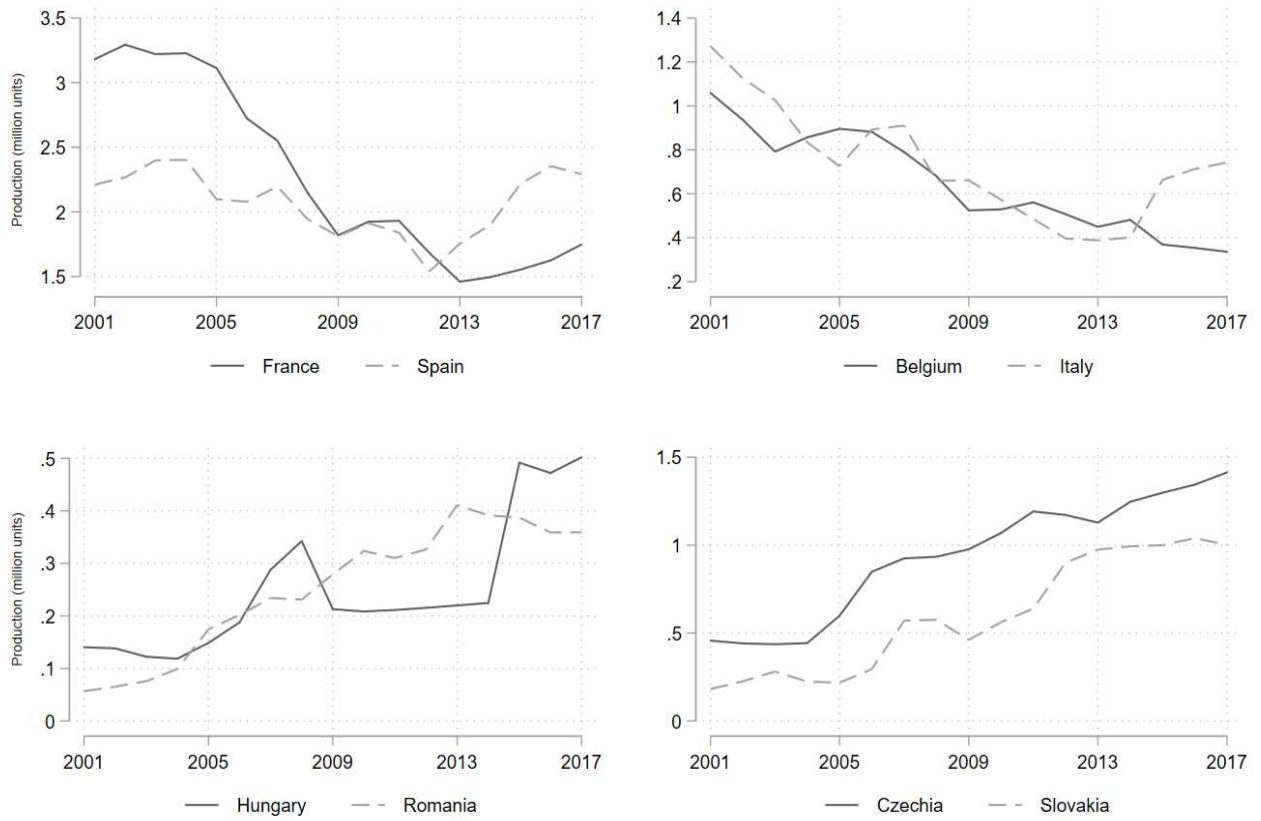 Production (million units)
3.5
3
2.5
2
1.5
2001 2005 2009 2013 2017
France Spain
1.4
1.2
1
.8
.6
.4
.2
2001 2005 2009 2013 2017
Belgium Italy
Production (million units)
.5
.4
.3
.2
.1
0
2001 2005 2009 2013 2017
Hungary Romania
1.5
1
.5
0
2001 2005 2009 2013 2017
Czechia Slovakia